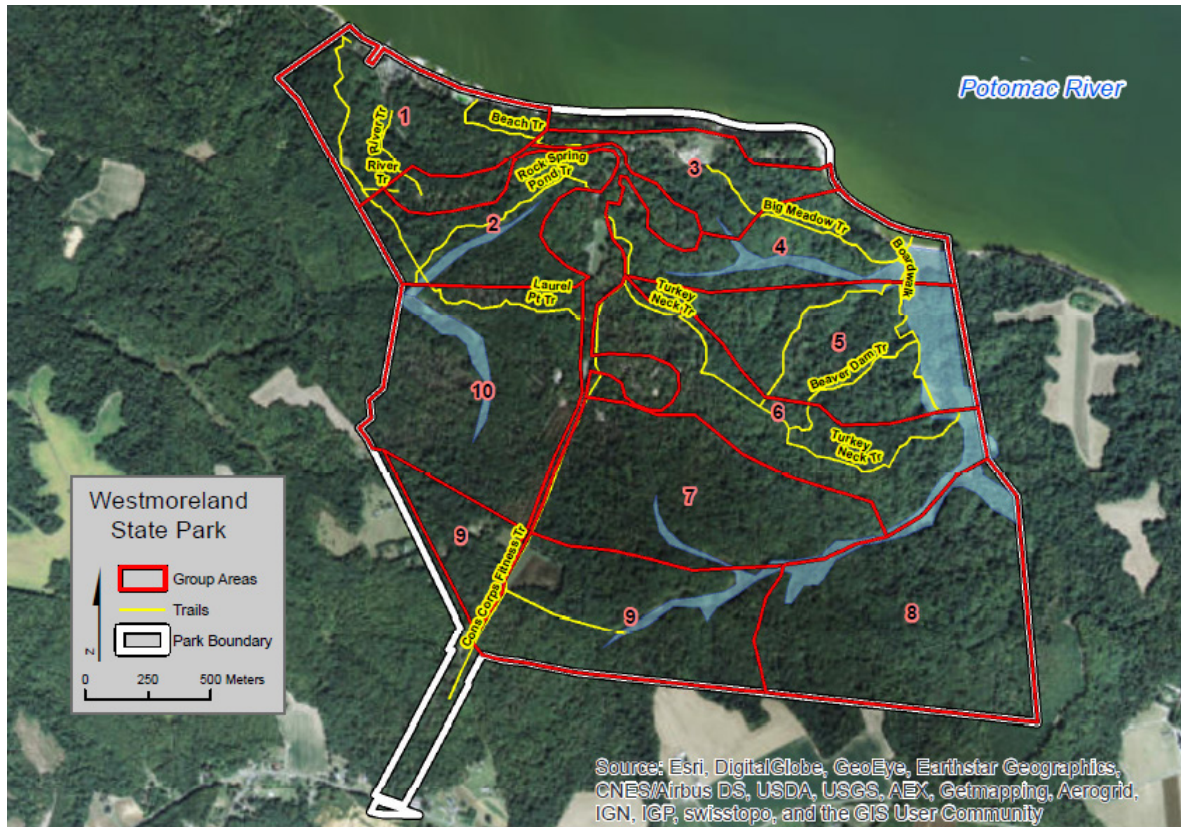 Potomac River
1
Beach Tr
River Tr
River
Tr
Rock Spring
Pond Tr
3
2
Big Meadow Tr
4
Boardwalk
Laurel
Pt Tr
Turkey
Neck Tr
5
Beaver Dam Tr
10
6
Turkey
Neck Tr
7
9
Cons Corps Fitness Tr
9
8
Westmoreland
State Park
Group Areas
Trails
Park Boundary
N
0 250 500 Meters
Source: Esri, DigitalGlobe, GeoEye, Earthstar Geographics,
CNES/Airbus DS, USDA, USGS, AEX, Getmapping, Aerogrid,
IGN, IGP, swisstopo, and the GIS User Community